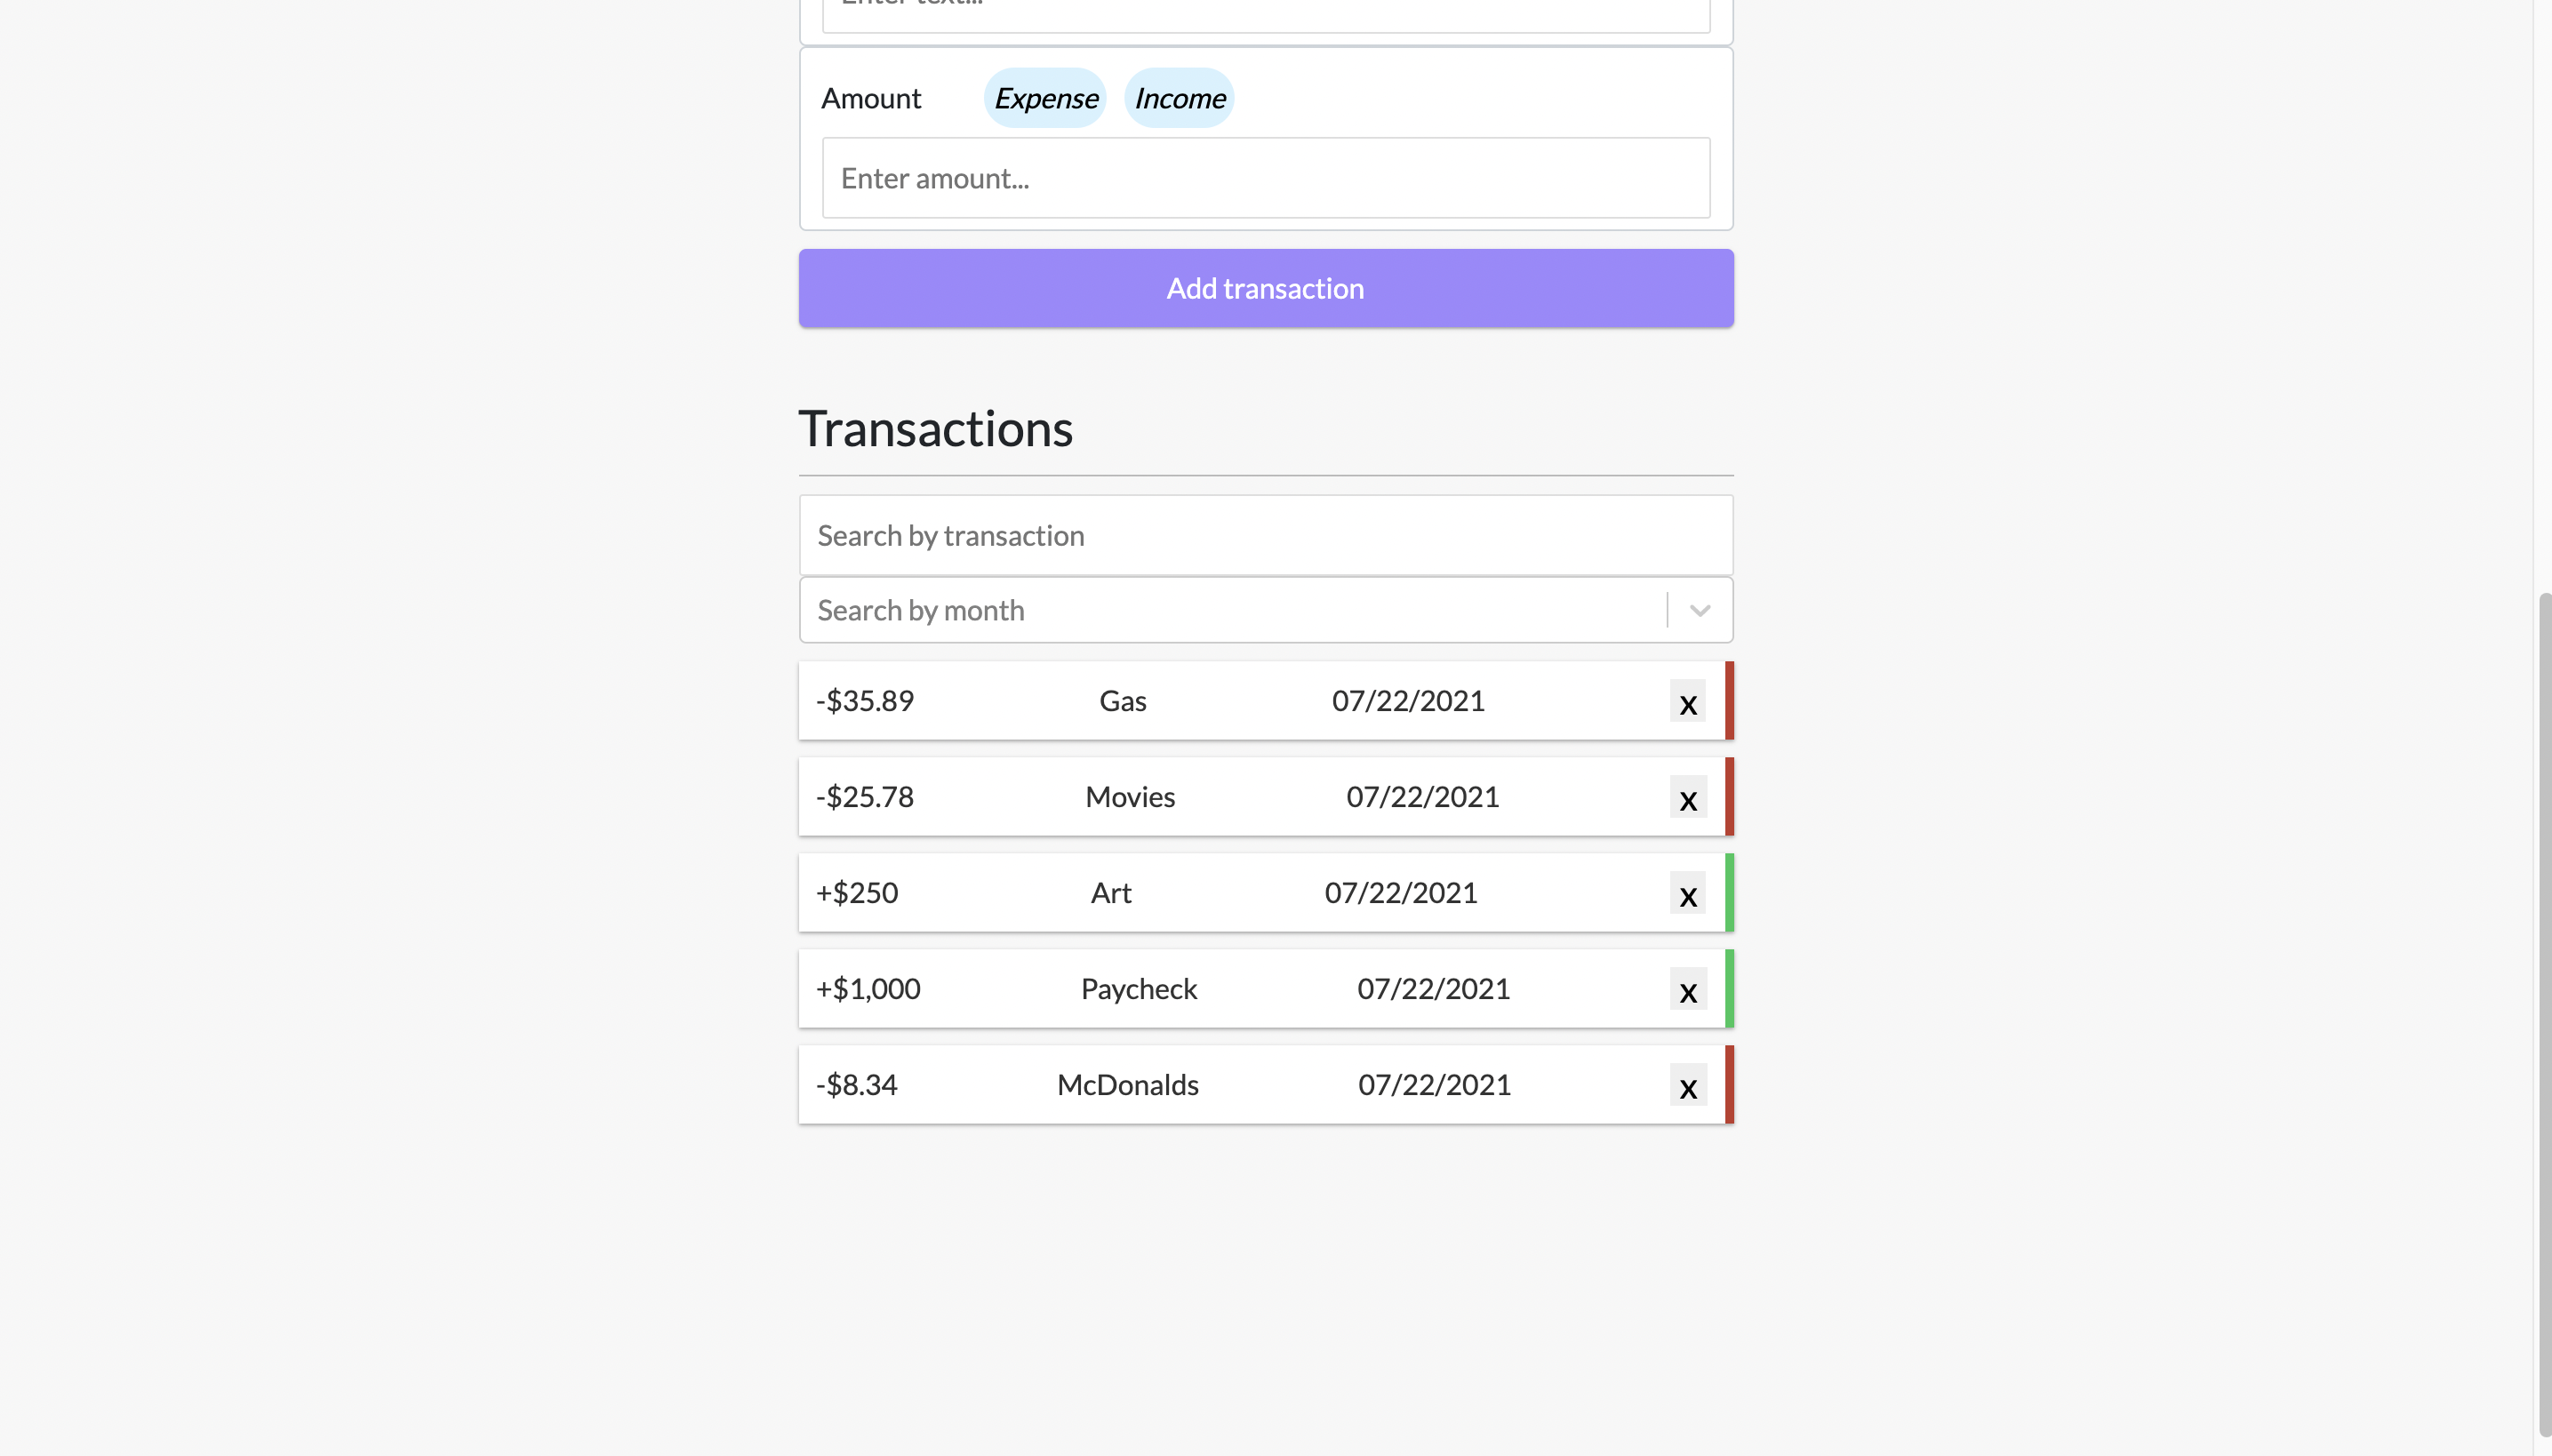 Enter text...
Amount Expense Income
Enter amount...
Add transaction
Transactions
Search by transaction
Search by month
-$35.89 Gas 07/22/2021 x
-$25.78 Movies 07/22/2021 x
+$250 Art 07/22/2021 x
+$1,000 Paycheck 07/22/2021 x
-$8.34 McDonalds 07/22/2021 x